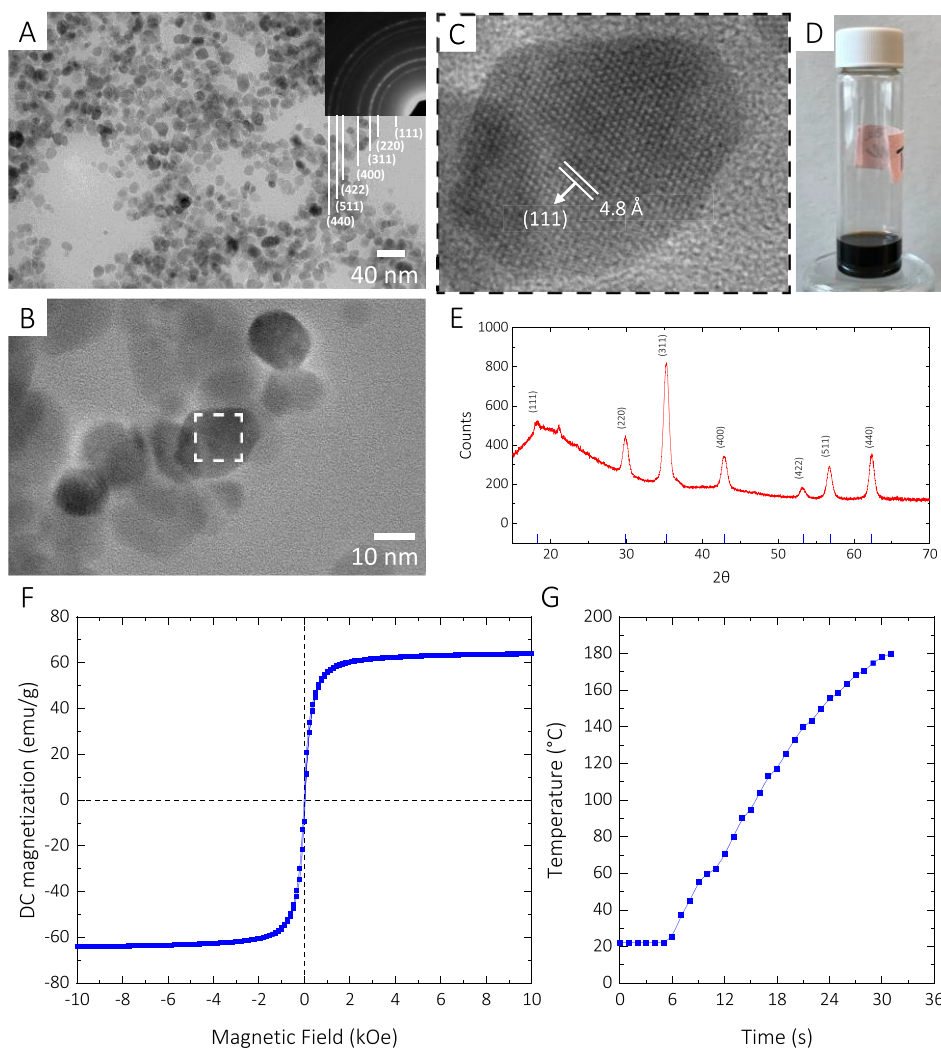 A
(111)
(220)
(311)
(400)
(422)
(511)
(440)
40 nm
B
10 nm
C
(111)
4.8 Å
D
E
1000
800
600
400
200
0
Counts
(111)
(220)
(311)
(400)
(422)
(511)
(440)
20 30 40 50 60 70
2θ
F
80
60
40
20
0
-20
-40
-60
-80
DC magnetization (emu/g)
-10 -8 -6 -4 -2 0 2 4 6 8 10
Magnetic Field (kOe)
G
200
180
160
140
120
100
80
60
40
20
0
Temperature (°C)
0 6 12 18 24 30 36
Time (s)